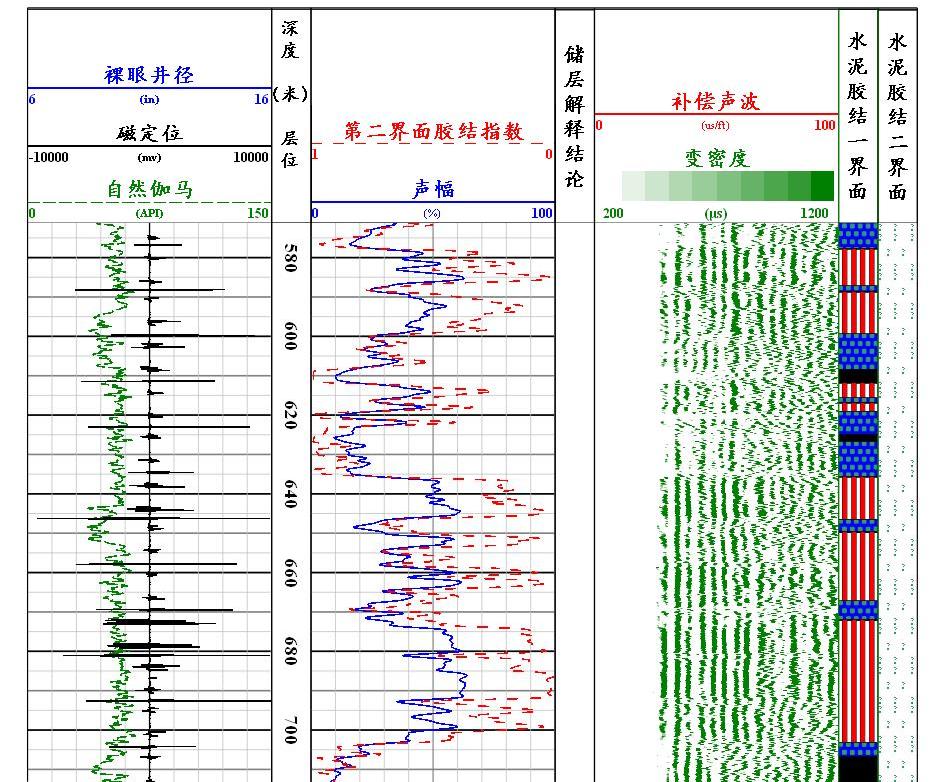 裸眼井径
6 (in) 16
磁定位
-10000 (mv) 10000
自然伽马
0 (API) 150
深度
(米)
层位
第二界面胶结指数
1 0
声幅
0 (%) 100
储层解释结论
补偿声波
0 (us/ft) 100
变密度
200 (μs) 1200
水泥胶结一界面
水泥胶结二界面
580
600
620
640
660
680
700